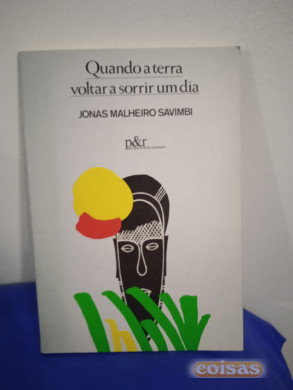 Quando a terra
voltar a sorrir um dia
JONAS MALHEIRO SAVIMBI
p&r
coisas